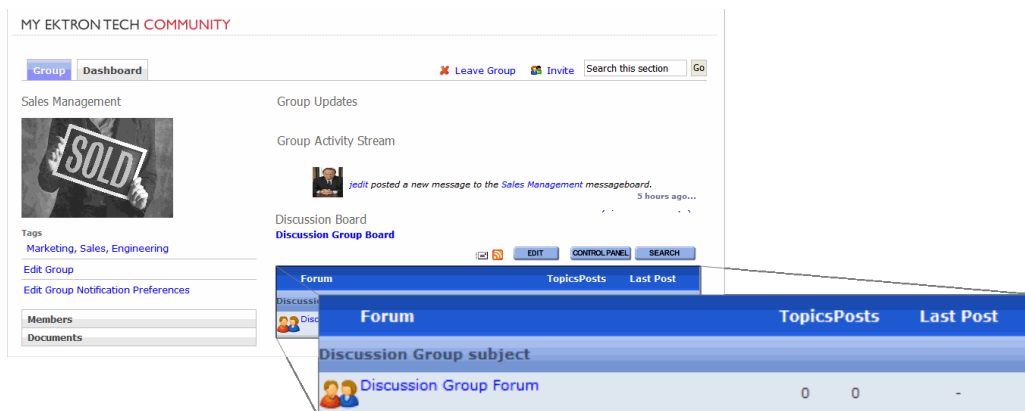 MY EKTRON TECH COMMUNITY
Group Dashboard
Leave Group Invite Search this section Go
Sales Management
SOLD
Tags
Marketing, Sales, Engineering
Edit Group
Edit Group Notification Preferences
Members
Documents
Group Updates
Group Activity Stream
jedit posted a new message to the Sales Management messageboard.
5 hours ago...
Discussion Board
Discussion Group Board
EDIT CONTROL PANEL SEARCH
Forum TopicsPosts Last Post
Forum TopicsPosts Last Post
Discussion Group subject
Discussion Group Forum 0 0 -